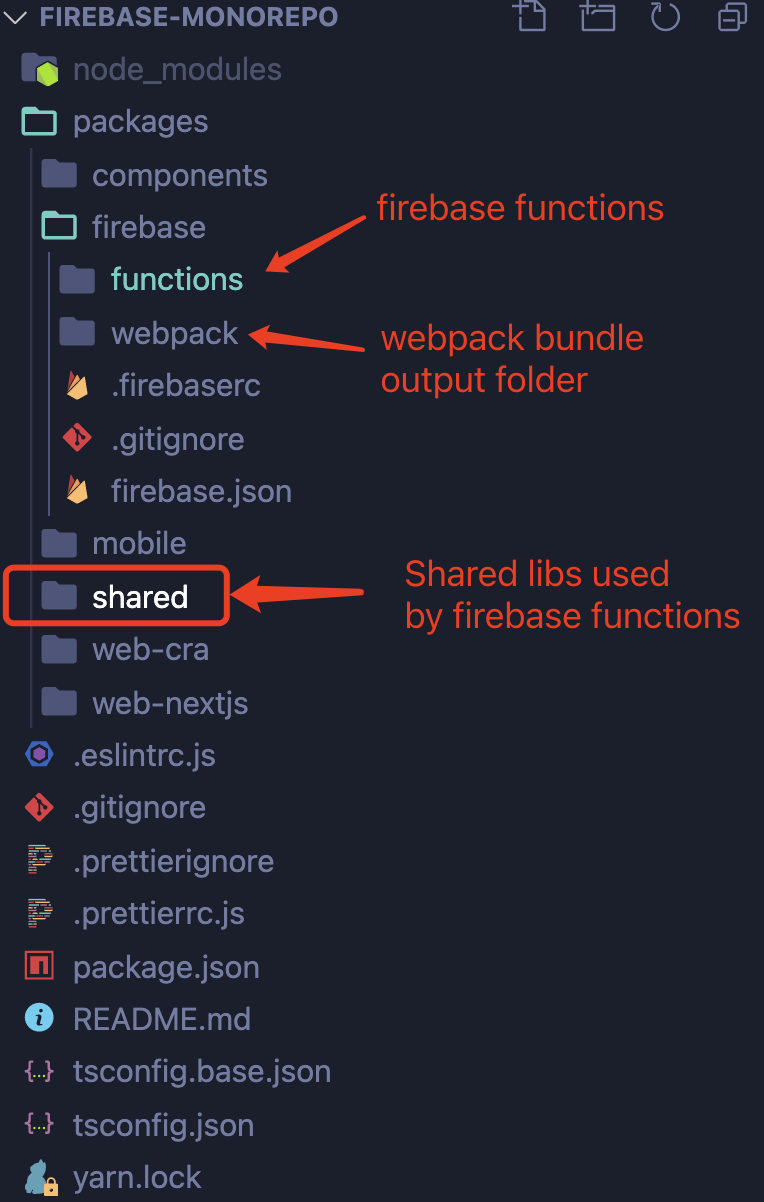 FIREBASE-MONOREPO
node_modules
packages
components
firebase
firebase functions
functions
webpack
webpack bundle
output folder
.firebaserc
.gitignore
firebase.json
mobile
shared
Shared libs used
by firebase functions
web-cra
web-nextjs
.eslintrc.js
.gitignore
.prettierignore
.prettierrc.js
package.json
README.md
tsconfig.base.json
tsconfig.json
yarn.lock